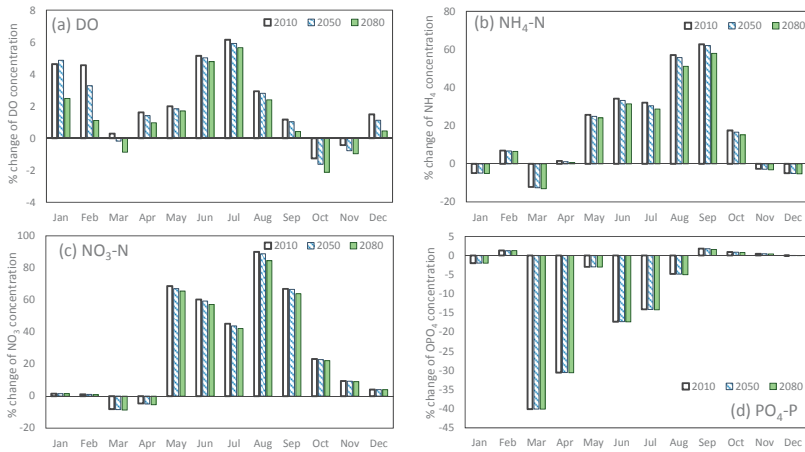 (a) DO
2010 2050 2080
% change of DO concentration
8
6
4
2
0
-2
4
Jan Feb Mar Apr May Jun Jul Aug Sep Oct Nov Dec
(b) NH4-N
2010 2050 2080
% change of NH4 concentration
80
60
40
20
0
-20
Jan Feb Mar Apr May Jun Jul Aug Sep Oct Nov Dec
(c) NO3-N
2010 2050 2080
% change of NO3 concentration
100
80
60
40
20
0
-20
Jan Feb Mar Apr May Jun Jul Aug Sep Oct Nov Dec
% change of OPO4 concentration
5
0
-5
-10
-15
-20
-25
-30
-35
-40
-45
2010 2050 2080
(d) PO4-P
Jan Feb Mar Apr May Jun Jul Aug Sep Oct Nov Dec